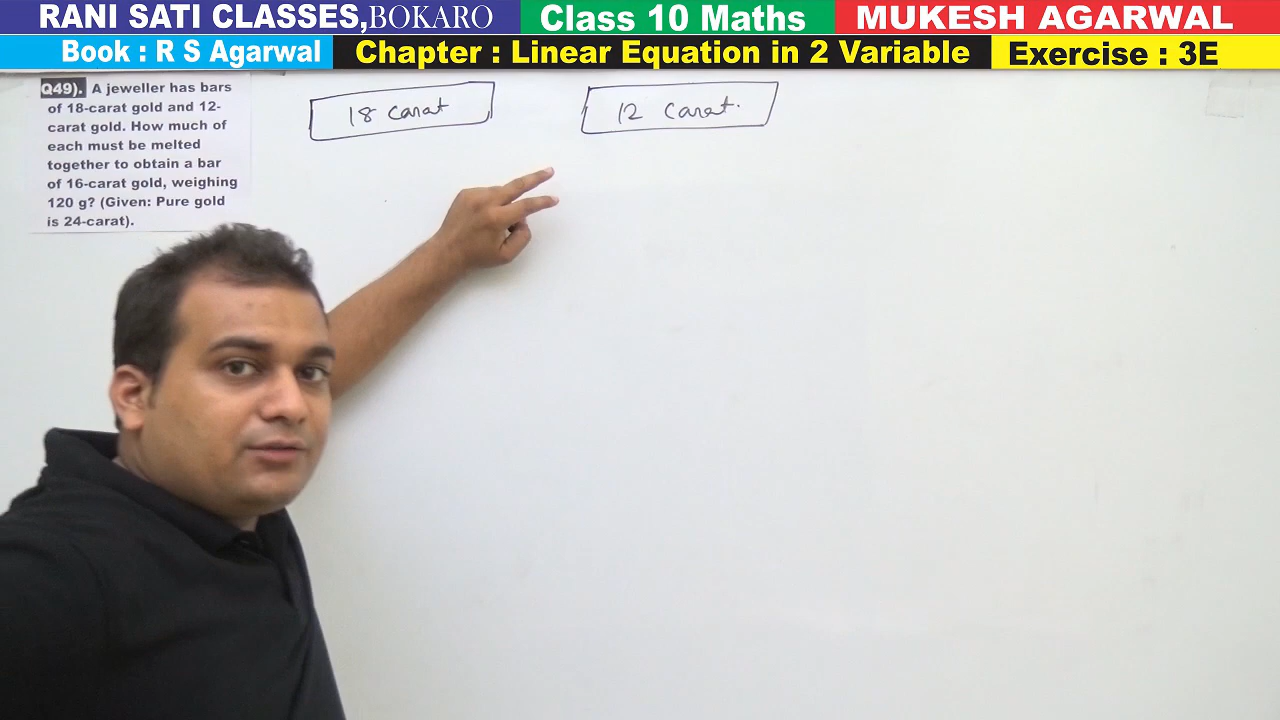 RANI SATI CLASSES,BOKARO Class 10 Maths MUKESH AGARWAL
Book : R S Agarwal Chapter : Linear Equation in 2 Variable Exercise : 3E
Q49). A jeweller has bars
of 18-carat gold and 12-
carat gold. How much of
each must be melted
together to obtain a bar
of 16-carat gold, weighing
120 g? (Given: Pure gold
is 24-carat).
18 carat
12 carat.